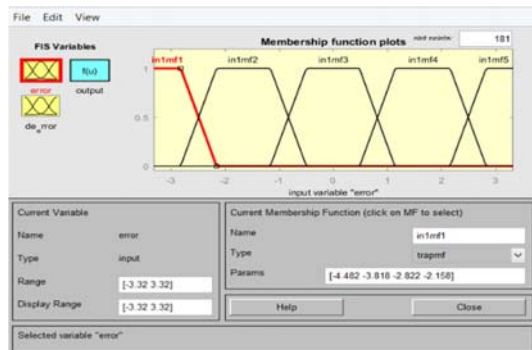 File Edit View
FIS Variables
Membership function plots
181
error
output
f(u)
de_error
in1mf1 in1mf2 in1mf3 in1mf4 in1mf5
1
0.5
0
-3 -2 -1 0 1 2 3
input variable "error"
Current Variable
Name error
Type input
Range [-3.32 3.32]
Display Range [-3.32 3.32]
Current Membership Function (click on MF to select)
Name in1mf1
Type trapmf
Params [-4.482 -3.818 -2.822 -2.158]
Help Close
Selected variable "error"